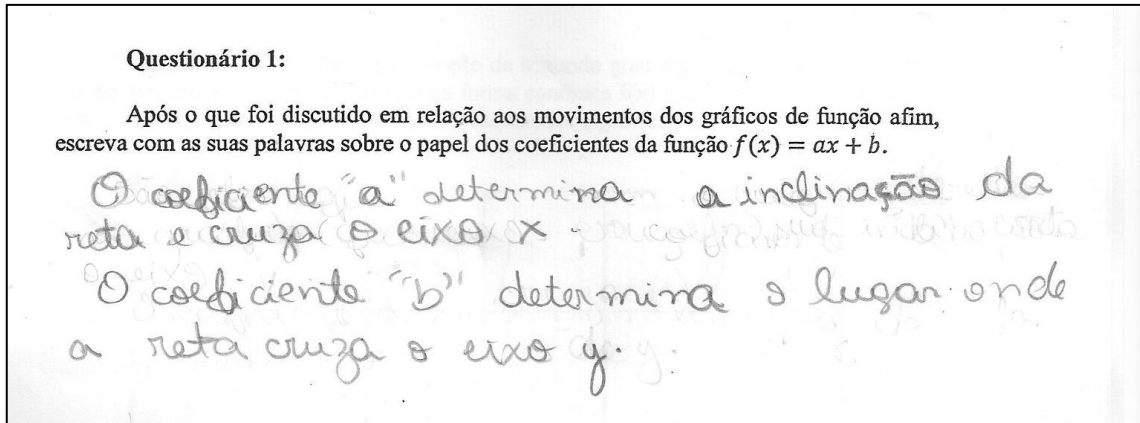 Questionário 1:
Após o que foi discutido em relação aos movimentos dos gráficos de função afim,
escreva com as suas palavras sobre o papel dos coeficientes da função f(x) = ax + b.
O coeficiente "a" determina a inclinação da
reta e cruza o eixo x.
O coeficiente "b" determina o lugar onde
a reta cruza o eixo y.